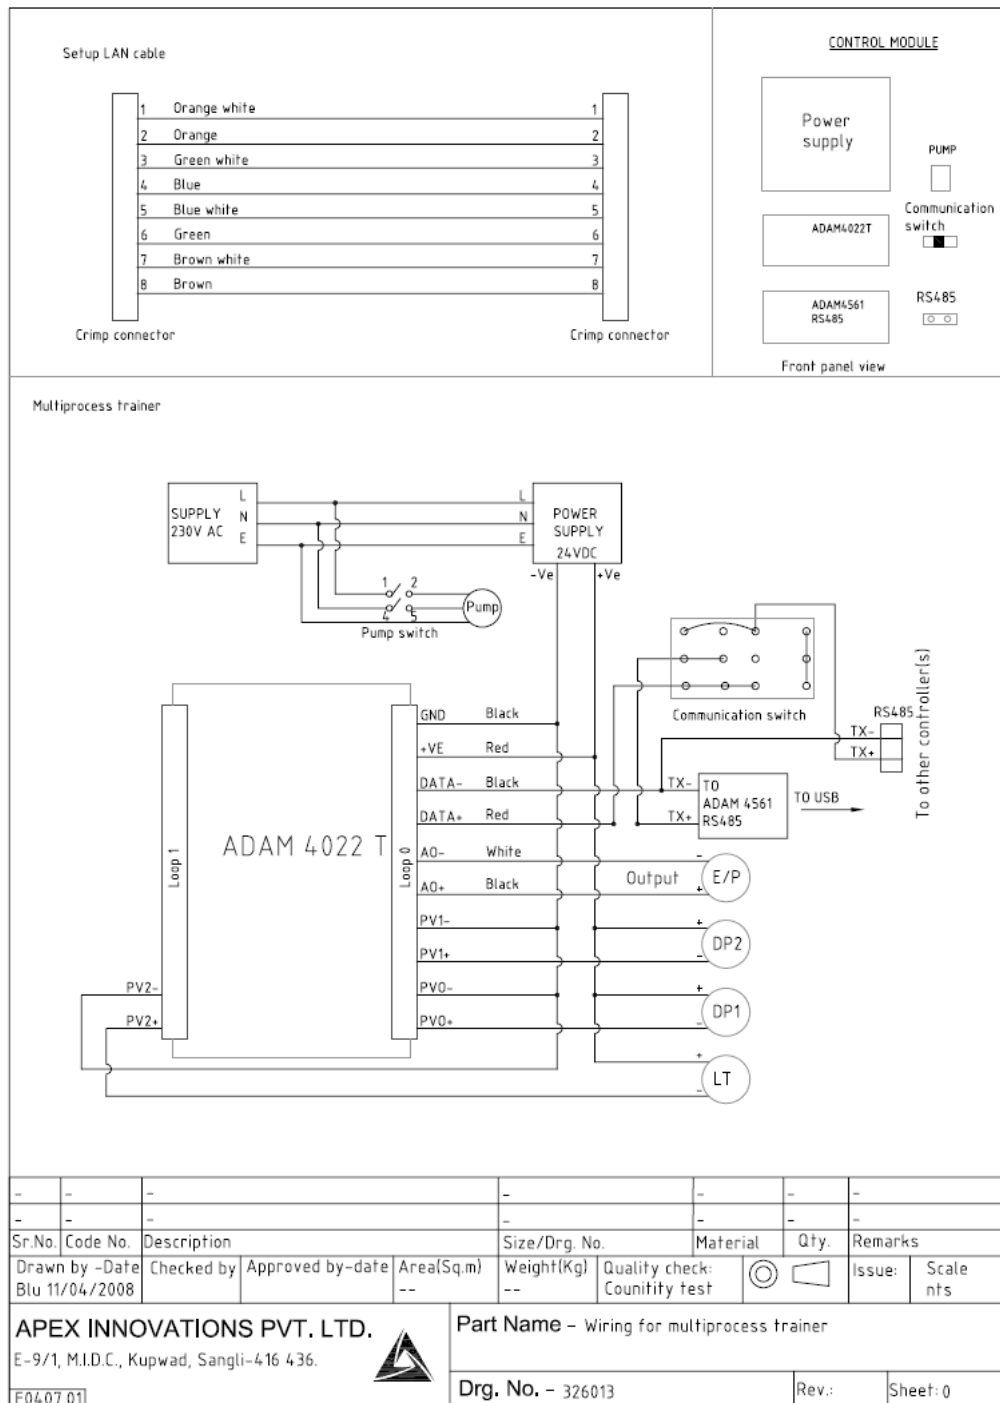 Setup LAN cable
1 Orange white 1
2 Orange 2
3 Green white 3
4 Blue 4
5 Blue white 5
6 Green 6
7 Brown white 7
8 Brown 8
Crimp connector
Crimp connector
CONTROL MODULE
Power
supply
PUMP
Communication
switch
ADAM4022T
ADAM4561
RS485
RS485
Front panel view
Multiprocess trainer
SUPPLY
230V AC
L
N
E
L
N
E
POWER
SUPPLY
24VDC
-Ve
+Ve
1 2
4 5
Pump
Pump switch
Communication switch
RS485
TX-
TX+
To other controller(s)
GND Black
+VE Red
DATA- Black
DATA+ Red
AO- White
AO+ Black
PV1-
PV1+
PV0-
PV0+
Loop 0
ADAM 4022 T
Loop 1
PV2-
PV2+
TX-
TX+
TO
ADAM 4561
RS485
TO USB
Output
-
+
E/P
+
-
DP2
+
-
DP1
+
-
LT
- - - - - - -
- - - - - - -
Sr.No. Code No. Description Size/Drg. No. Material Qty. Remarks
Drawn by -Date Checked by Approved by-date Area(Sq.m) Weight(Kg) Quality check: Issue: Scale
Blu 11/04/2008 -- -- Counitity test nts
APEX INNOVATIONS PVT. LTD.
E-9/1, M.I.D.C., Kupwad, Sangli-416 436.
F0407 01
Part Name - Wiring for multiprocess trainer
Drg. No. - 326013 Rev.: Sheet: 0